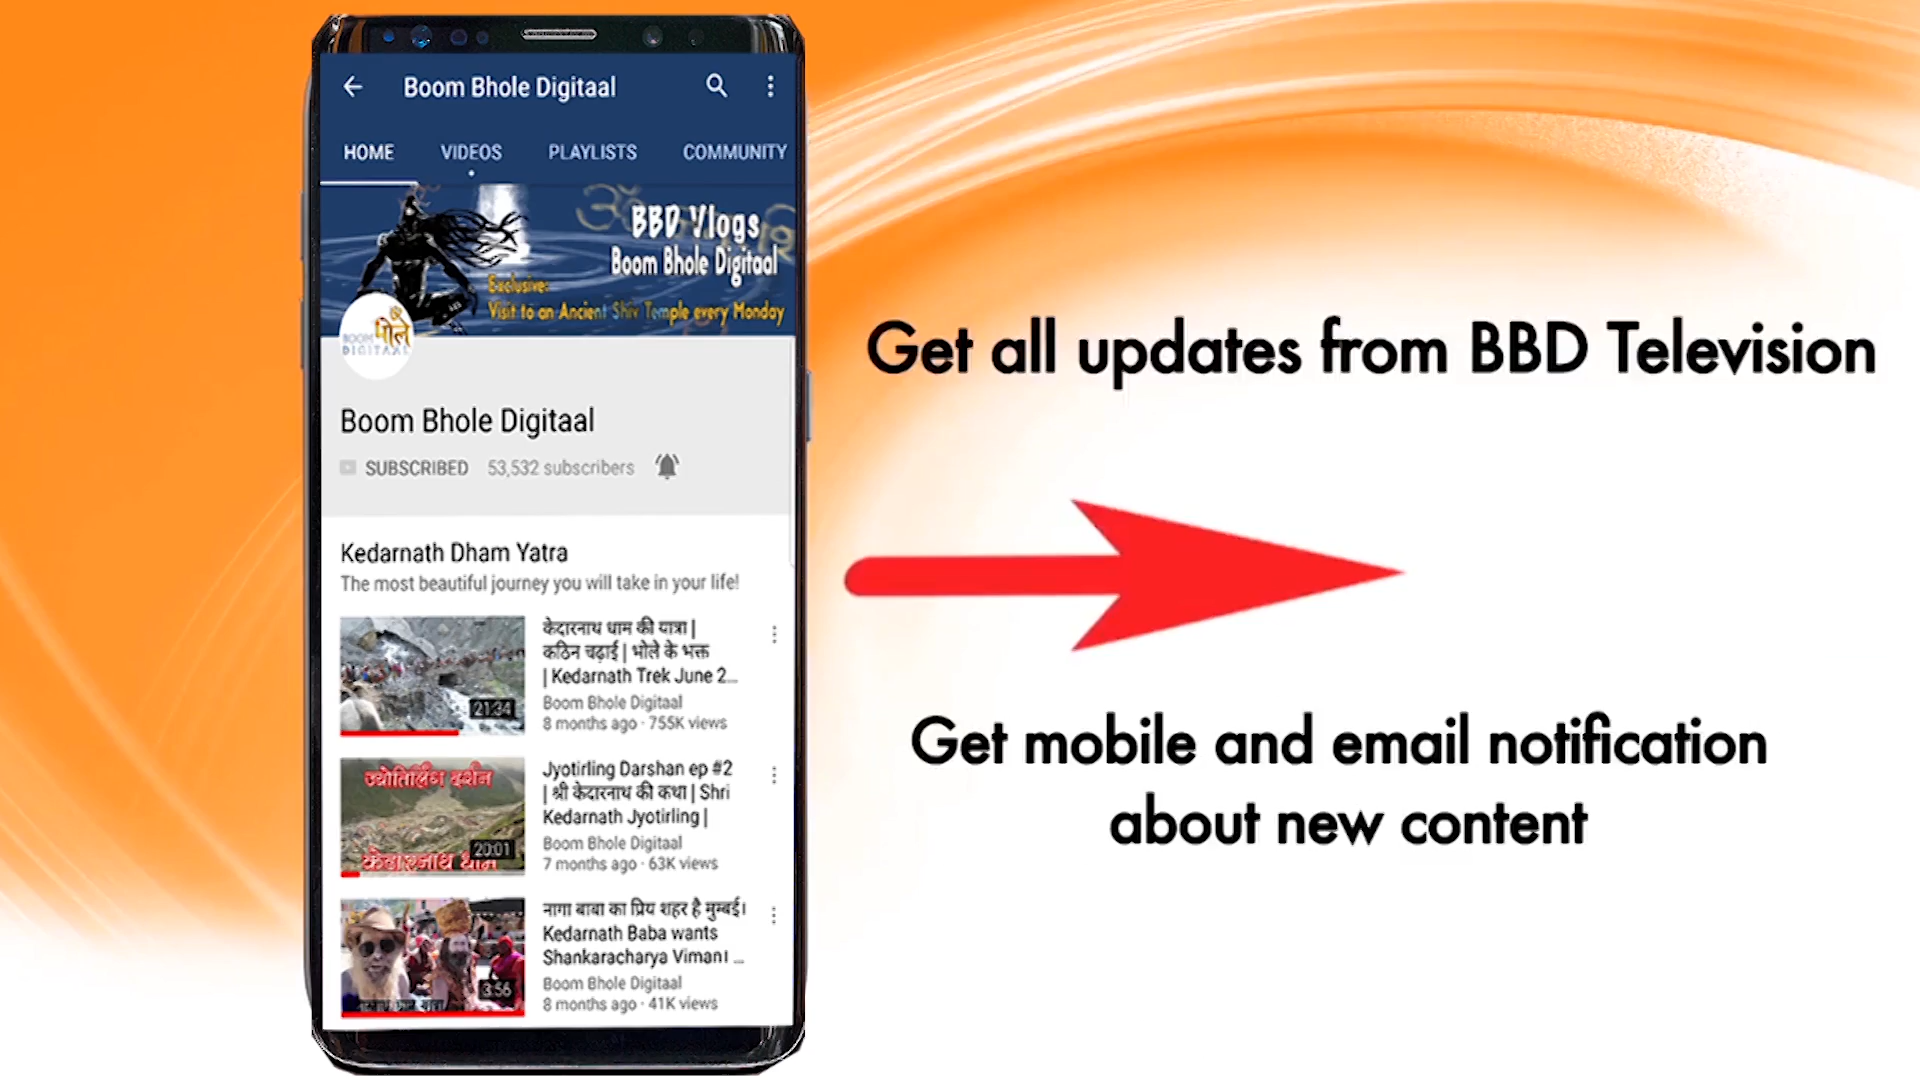 Boom Bhole Digitaal
HOME VIDEOS PLAYLISTS COMMUNITY
BBD Vlogs
Boom Bhole Digitaal
Exclusive:
Visit to an Ancient Shiv Temple every Monday
BOOM भोले
DIGITAAL
Boom Bhole Digitaal
SUBSCRIBED 53,532 subscribers
Kedarnath Dham Yatra
The most beautiful journey you will take in your life!
केदारनाथ धाम की यात्रा |
कठिन चढ़ाई | भोले के भक्त
| Kedarnath Trek June 2...
Boom Bhole Digitaal
8 months ago · 755K views
21:34
ज्योतिर्लिंग दर्शन
केदारनाथ धाम
20:01
Jyotirling Darshan ep #2
| श्री केदारनाथ की कथा | Shri
Kedarnath Jyotirling |
Boom Bhole Digitaal
7 months ago · 63K views
3:56
नागा बाबा का प्रिय शहर है मुम्बई।
Kedarnath Baba wants
Shankaracharya Viman। ...
Boom Bhole Digitaal
8 months ago · 41K views
Get all updates from BBD Television
Get mobile and email notification
about new content